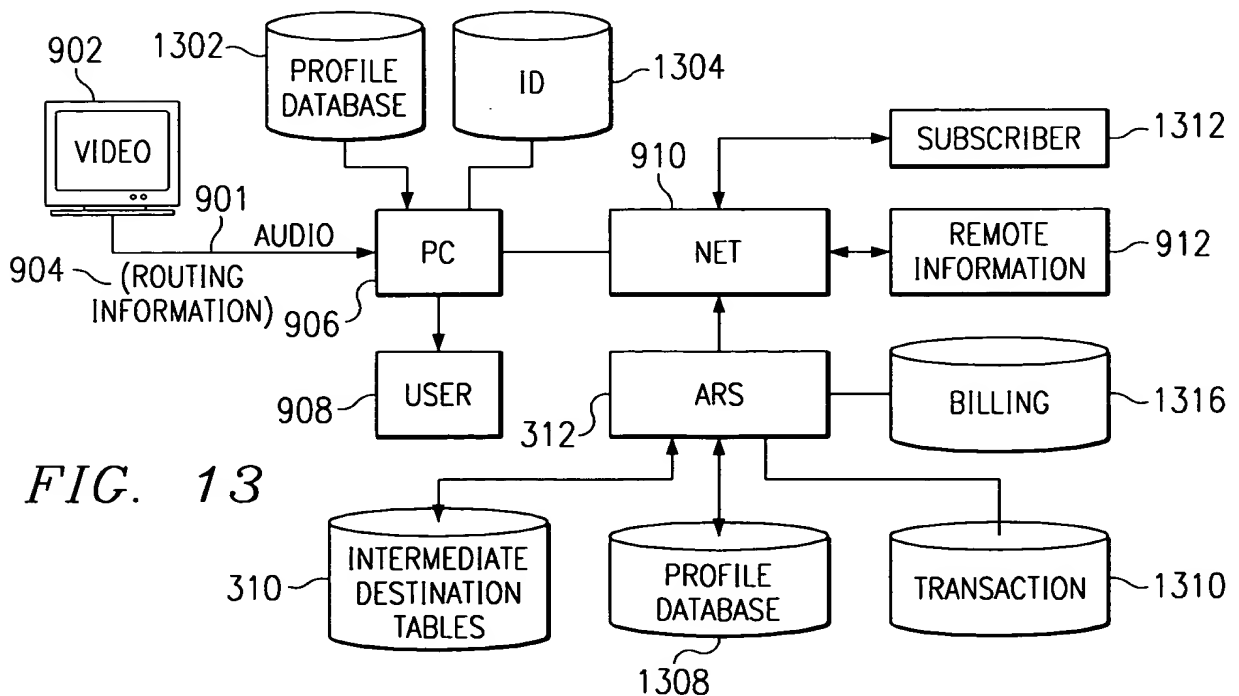 902
1302
PROFILE
DATABASE
ID
1304
VIDEO
901
AUDIO
904
(ROUTING
INFORMATION)
906
PC
910
NET
SUBSCRIBER
1312
REMOTE
INFORMATION
912
908
USER
312
ARS
BILLING
1316
FIG. 13
310
INTERMEDIATE
DESTINATION
TABLES
PROFILE
DATABASE
1308
TRANSACTION
1310